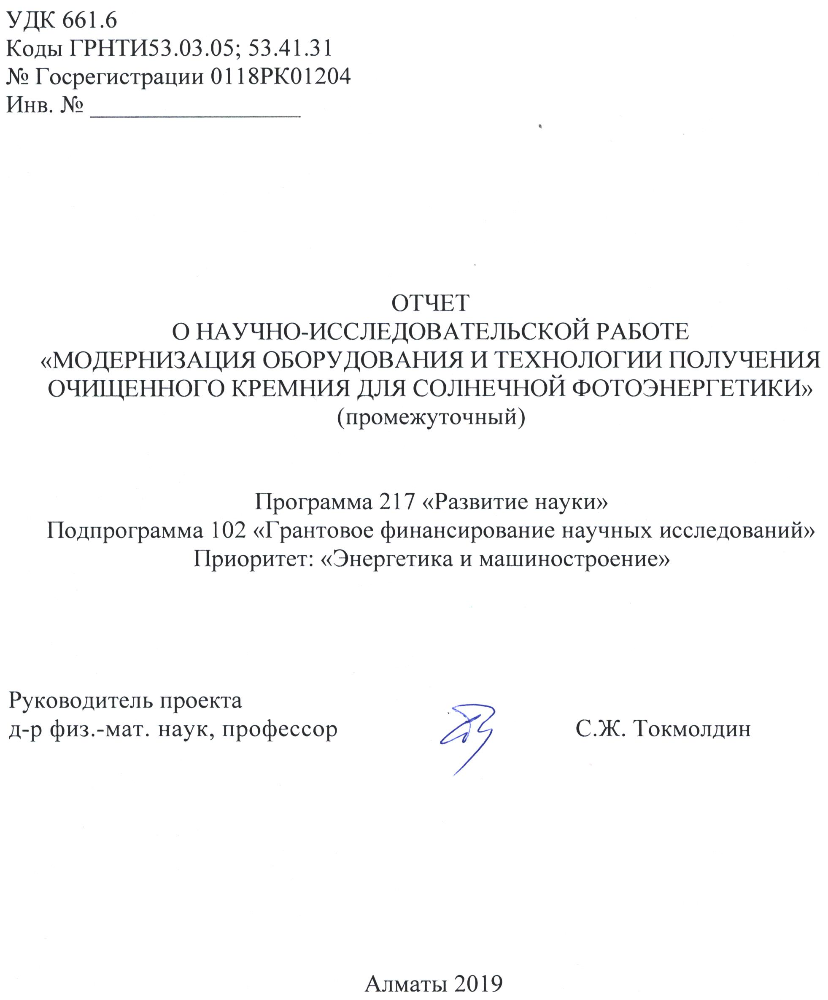 УДК 661.6
Коды ГРНТИ53.03.05; 53.41.31
№ Госрегистрации 0118РК01204
Инв. № ___________________
ОТЧЕТ
О НАУЧНО-ИССЛЕДОВАТЕЛЬСКОЙ РАБОТЕ
«МОДЕРНИЗАЦИЯ ОБОРУДОВАНИЯ И ТЕХНОЛОГИИ ПОЛУЧЕНИЯ
ОЧИЩЕННОГО КРЕМНИЯ ДЛЯ СОЛНЕЧНОЙ ФОТОЭНЕРГЕТИКИ»
(промежуточный)
Программа 217 «Развитие науки»
Подпрограмма 102 «Грантовое финансирование научных исследований»
Приоритет: «Энергетика и машиностроение»
Руководитель проекта
д-р физ.-мат. наук, профессор С.Ж. Токмолдин
Алматы 2019